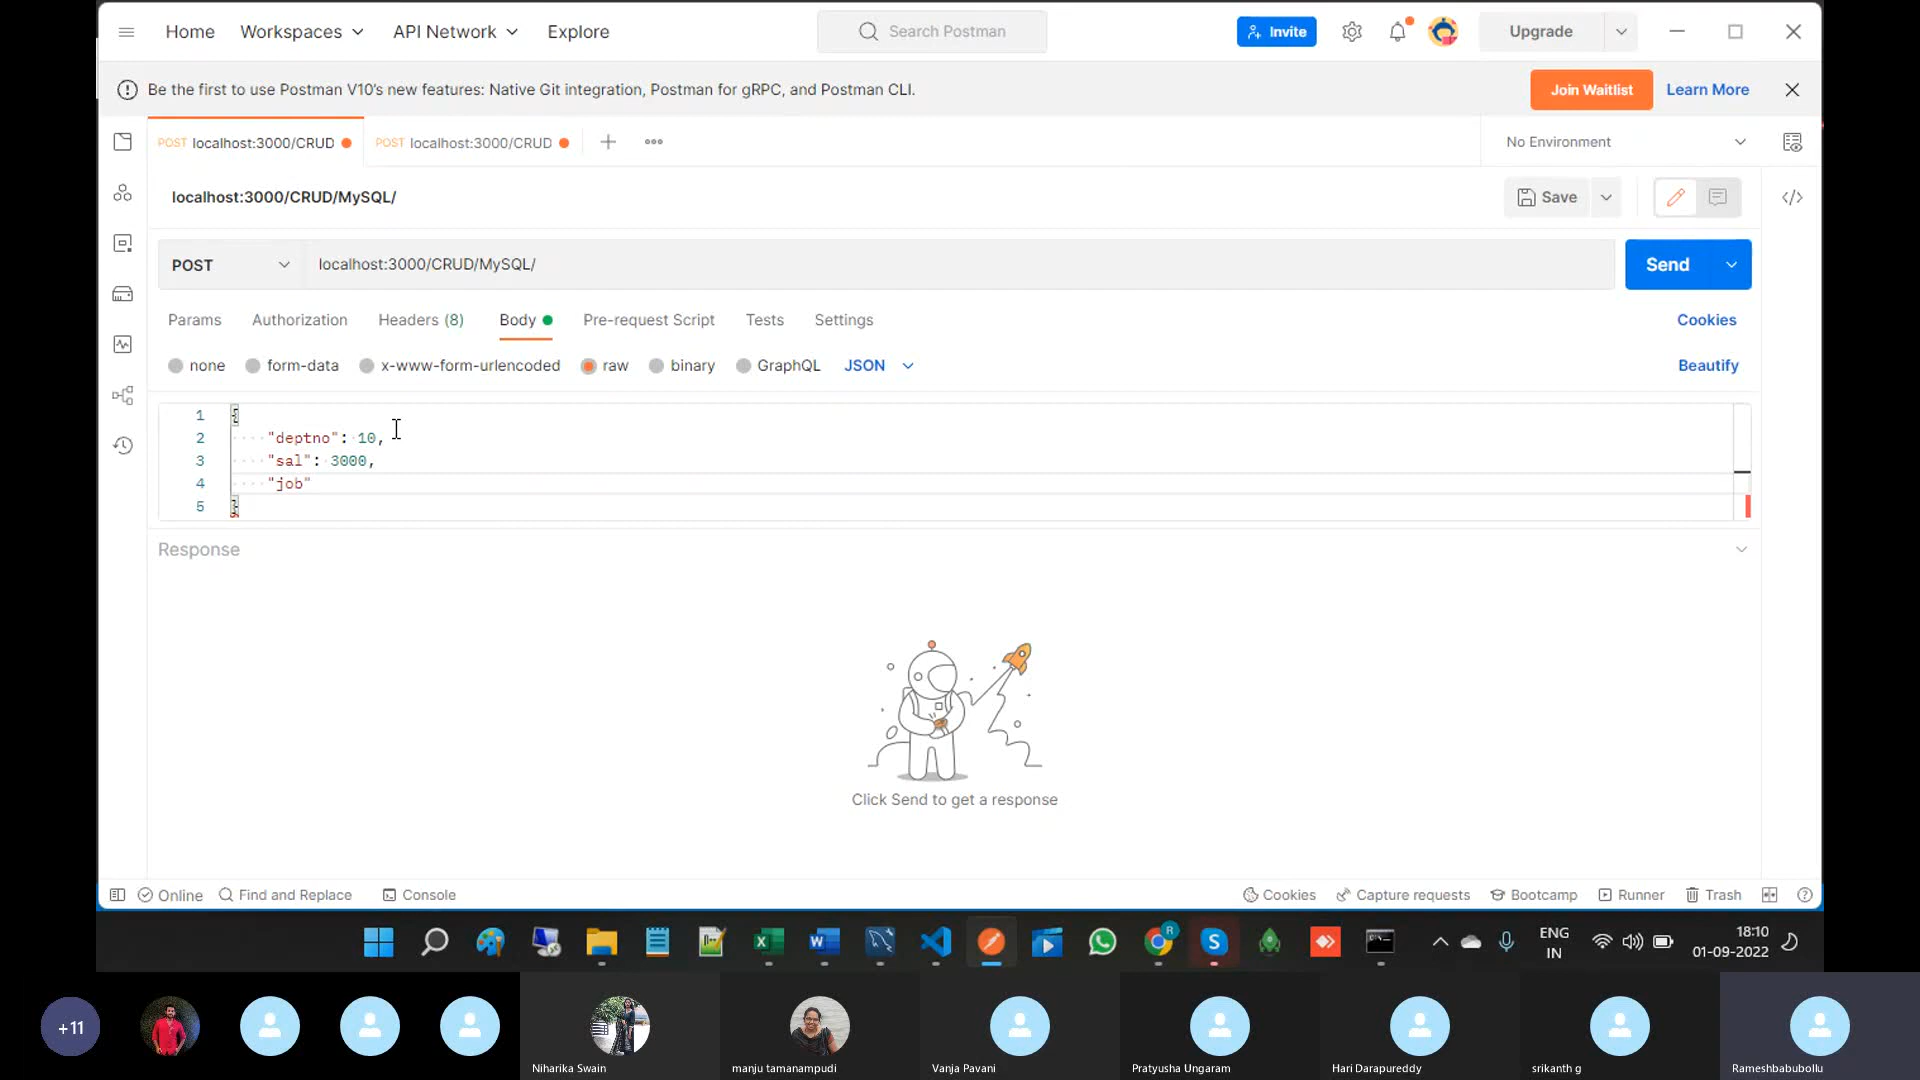 Home Workspaces API Network Explore Search Postman Invite Upgrade
Be the first to use Postman V10's new features: Native Git integration, Postman for gRPC, and Postman CLI. Join Waitlist Learn More
POST localhost:3000/CRUD POST localhost:3000/CRUD No Environment
localhost:3000/CRUD/MySQL/ Save
POST localhost:3000/CRUD/MySQL/ Send
Params Authorization Headers (8) Body Pre-request Script Tests Settings Cookies
none form-data x-www-form-urlencoded raw binary GraphQL JSON Beautify
1 {
2 "deptno": 10,
3 "sal": 3000,
4 "job"
5 }
Response
Click Send to get a response
Online Find and Replace Console Cookies Capture requests Bootcamp Runner Trash
ENG 18:10
IN 01-09-2022
+11
Niharika Swain manju tamanampudi Vanja Pavani Pratyusha Ungaram Hari Darapureddy srikanth g Rameshbabubollu